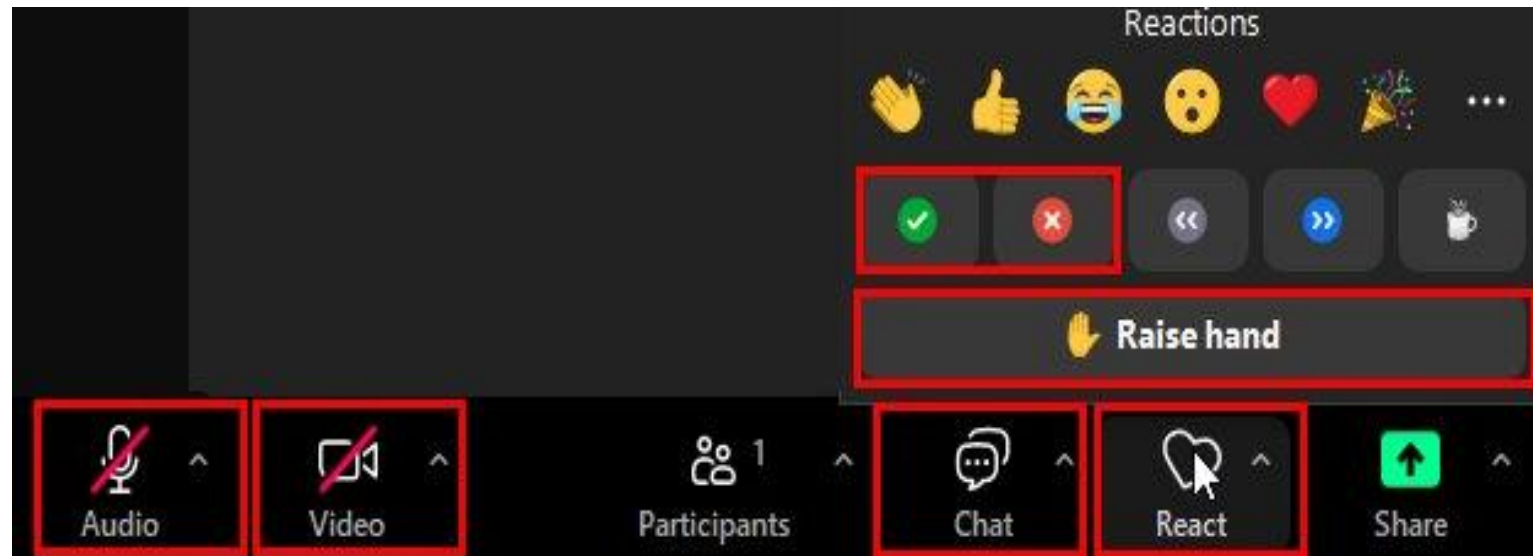 Reactions
Raise hand
1
Audio
Video
Participants
Chat
React
Share